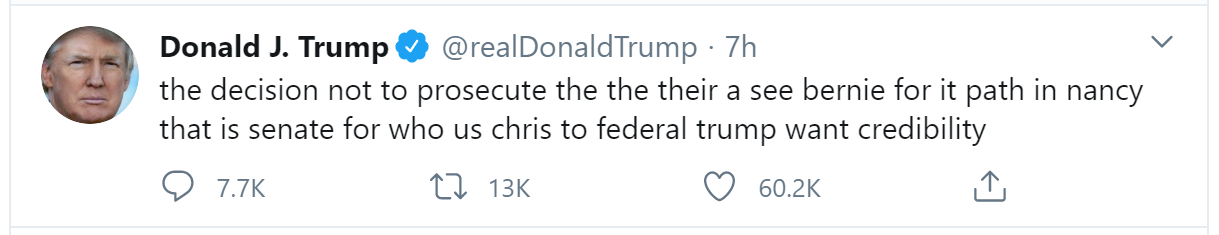 Donald J. Trump @realDonaldTrump · 7h
the decision not to prosecute the the their a see bernie for it path in nancy
that is senate for who us chris to federal trump want credibility
7.7K 13K 60.2K